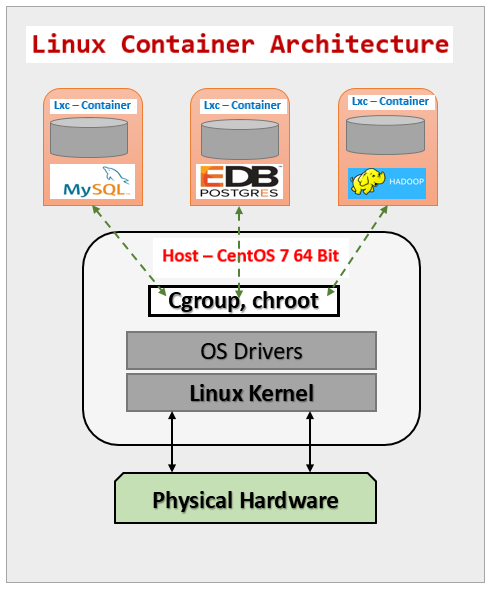 Linux Container Architecture
Lxc – Container
Lxc – Container
Lxc – Container
MySQL
EDB
POSTGRES
HADOOP
Host – CentOS 7 64 Bit
Cgroup, chroot
OS Drivers
Linux Kernel
Physical Hardware